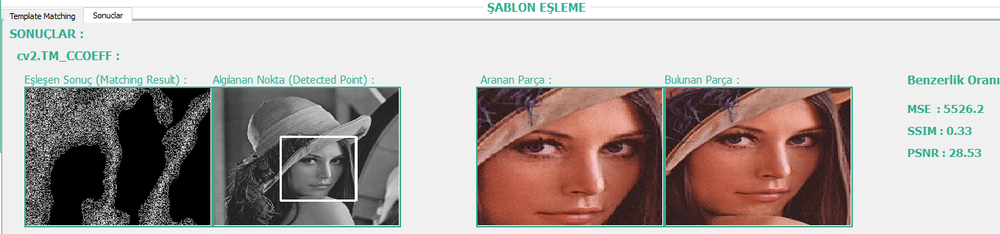 ŞABLON EŞLEME
Template Matching
Sonuclar
SONUÇLAR :
cv2.TM_CCOEFF :
Eşleşen Sonuç (Matching Result) :
Algılanan Nokta (Detected Point) :
Aranan Parça :
Bulunan Parça :
Benzerlik Oranı
MSE : 5526.2
SSIM : 0.33
PSNR : 28.53